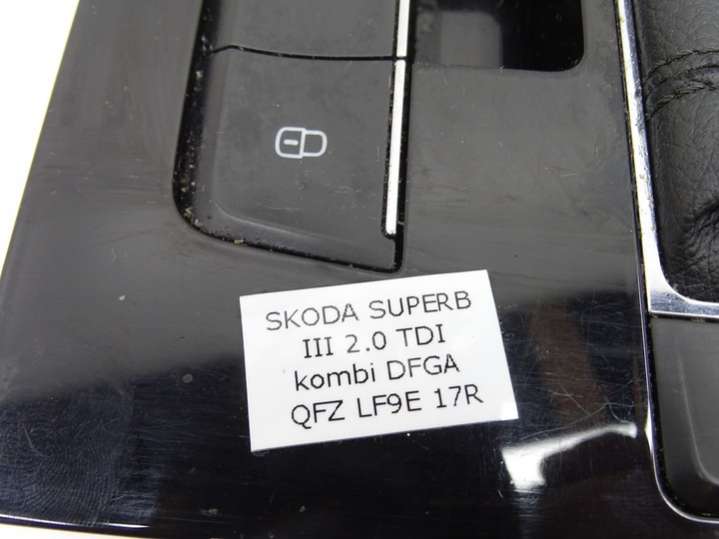 SKODA SUPERB
III 2.0 TDI
kombi DFGA
QFZ LF9E 17R